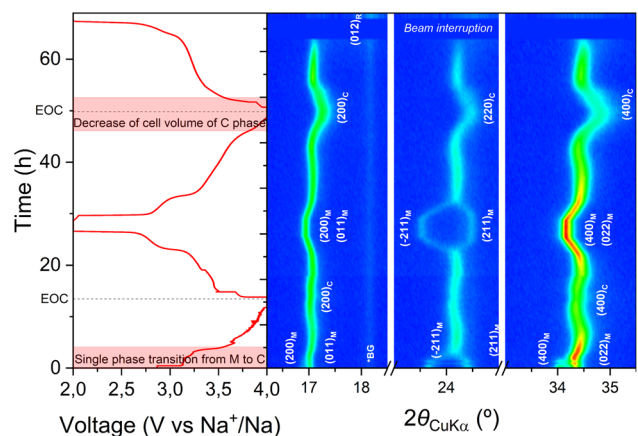 (012)R
Beam interruption
60
EOC
Decrease of cell volume of C phase
(200)C
(220)C
(400)C
40
Time (h)
(200)M
(011)M
(-211)M
(211)M
(400)M
(022)M
20
EOC
(200)C
(400)C
Single phase transition from M to C
(200)M
(011)M
*BG
(-211)M
(211)M
(400)M
(022)M
0
2,0 2,5 3,0 3,5 4,0 17 18 24 34 35
Voltage (V vs Na⁺/Na)
2θCuKα (º)